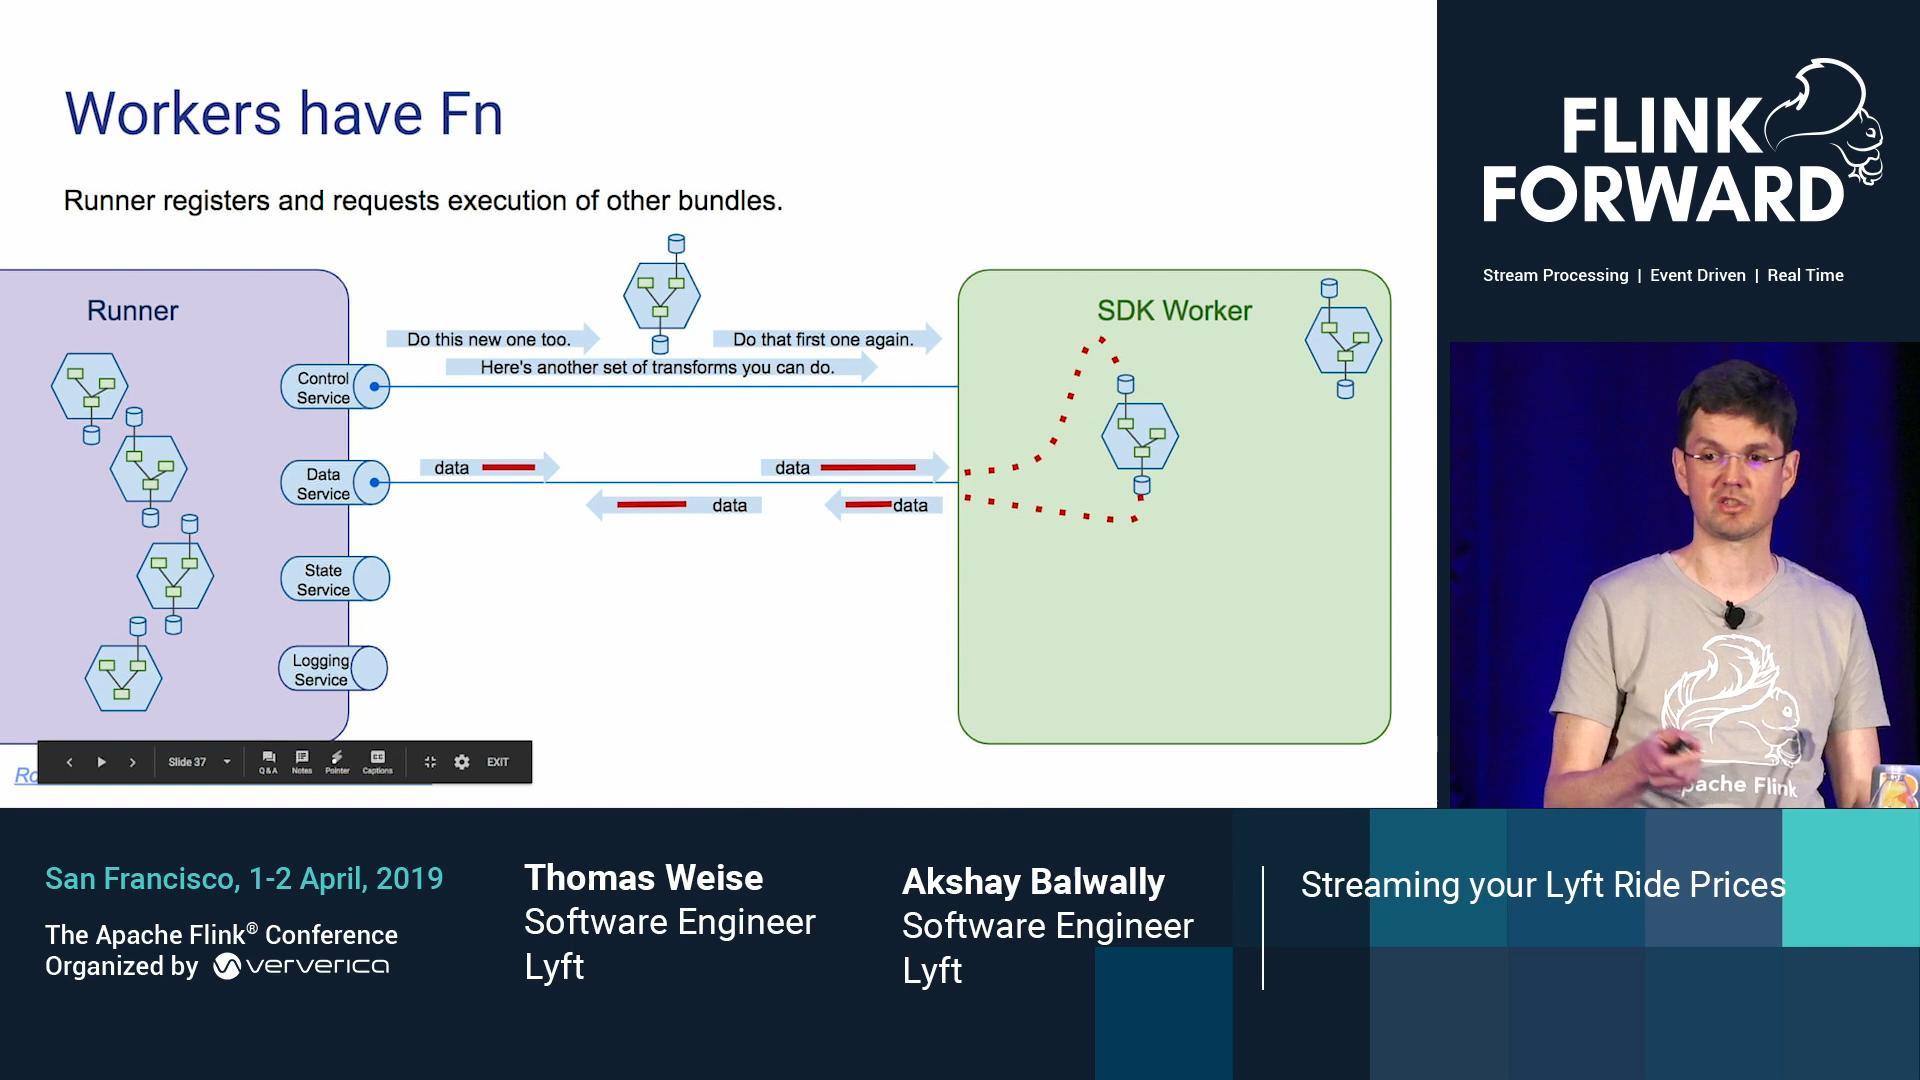 Workers have Fn
Runner registers and requests execution of other bundles.
Runner
SDK Worker
Do this new one too.
Do that first one again.
Here's another set of transforms you can do.
Control
Service
data
data
Data
Service
data
data
State
Service
Logging
Service
Slide 37
Q&A
Notes
Pointer
Captions
EXIT
FLINK
FORWARD
Stream Processing | Event Driven | Real Time
Apache Flink
San Francisco, 1-2 April, 2019
The Apache Flink® Conference
Organized by ververica
Thomas Weise
Software Engineer
Lyft
Akshay Balwally
Software Engineer
Lyft
Streaming your Lyft Ride Prices